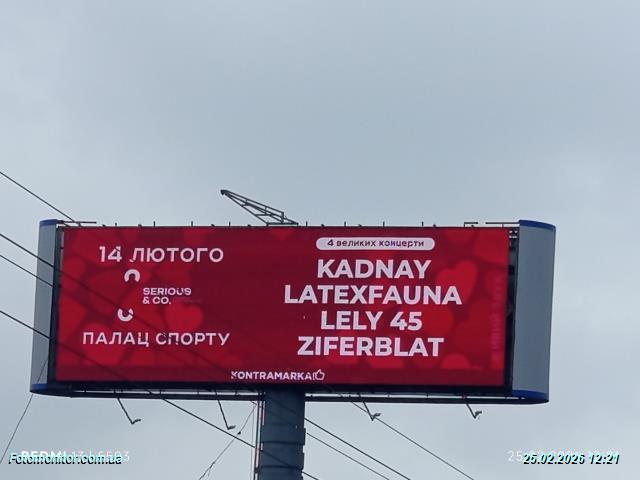 14 ЛЮТОГО
SERIOUS
& CO.
ПАЛАЦ СПОРТУ
4 великих концерти
KADNAY
LATEXFAUNA
LELY 45
ZIFERBLAT
KONTRAMARKA
Fotomonitor.com.ua
25.02.2026 12:21